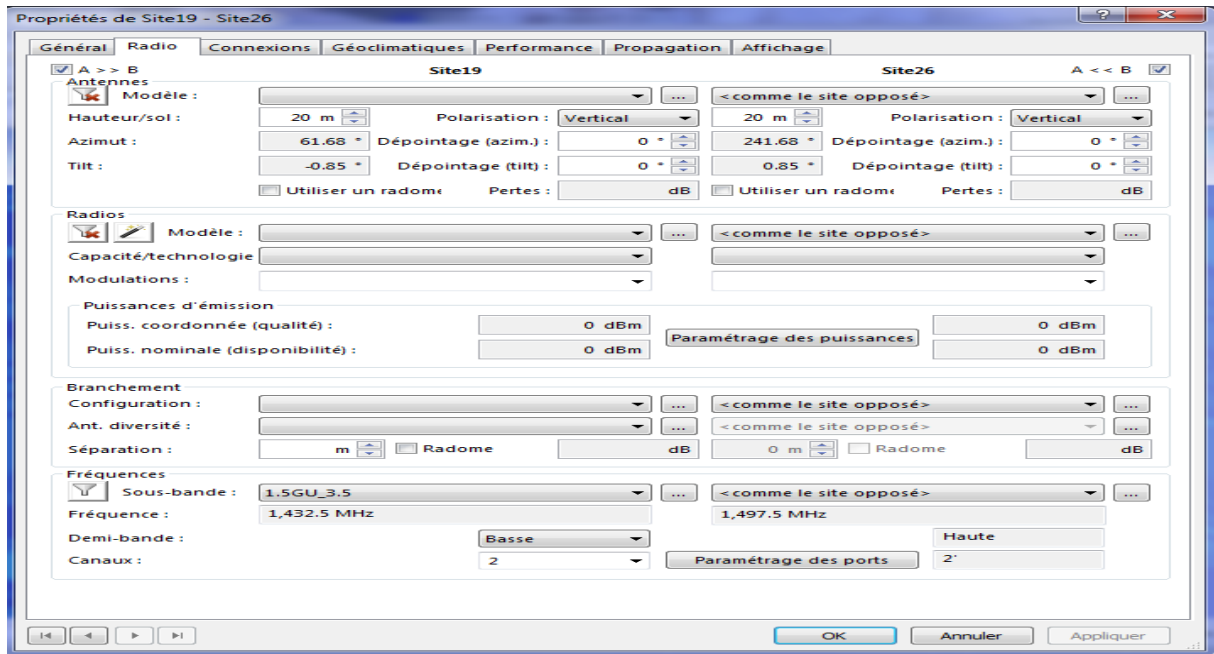 Propriétés de Site19 - Site26
Général Radio Connexions Géoclimatiques Performance Propagation Affichage
A >> B Site19 Site26 A << B
Antennes
Modèle : ... <comme le site opposé> ...
Hauteur/sol : 20 m Polarisation : Vertical 20 m Polarisation : Vertical
Azimut : 61.68 ° Dépointage (azim.) : 0 ° 241.68 ° Dépointage (azim.) : 0 °
Tilt : -0.85 ° Dépointage (tilt) : 0 ° 0.85 ° Dépointage (tilt) : 0 °
Utiliser un radome Pertes : dB Utiliser un radome Pertes : dB
Radios
Modèle : ... <comme le site opposé> ...
Capacité/technologie
Modulations :
Puissances d'émission
Puiss. coordonnée (qualité) : 0 dBm Paramétrage des puissances 0 dBm
Puiss. nominale (disponibilité) : 0 dBm 0 dBm
Branchement
Configuration : ... <comme le site opposé> ...
Ant. diversité : ... <comme le site opposé> ...
Séparation : m Radome dB 0 m Radome dB
Fréquences
Sous-bande : 1.5GU_3.5 ... <comme le site opposé> ...
Fréquence : 1,432.5 MHz 1,497.5 MHz
Demi-bande : Basse Haute
Canaux : 2 Paramétrage des ports 2'
OK Annuler Appliquer